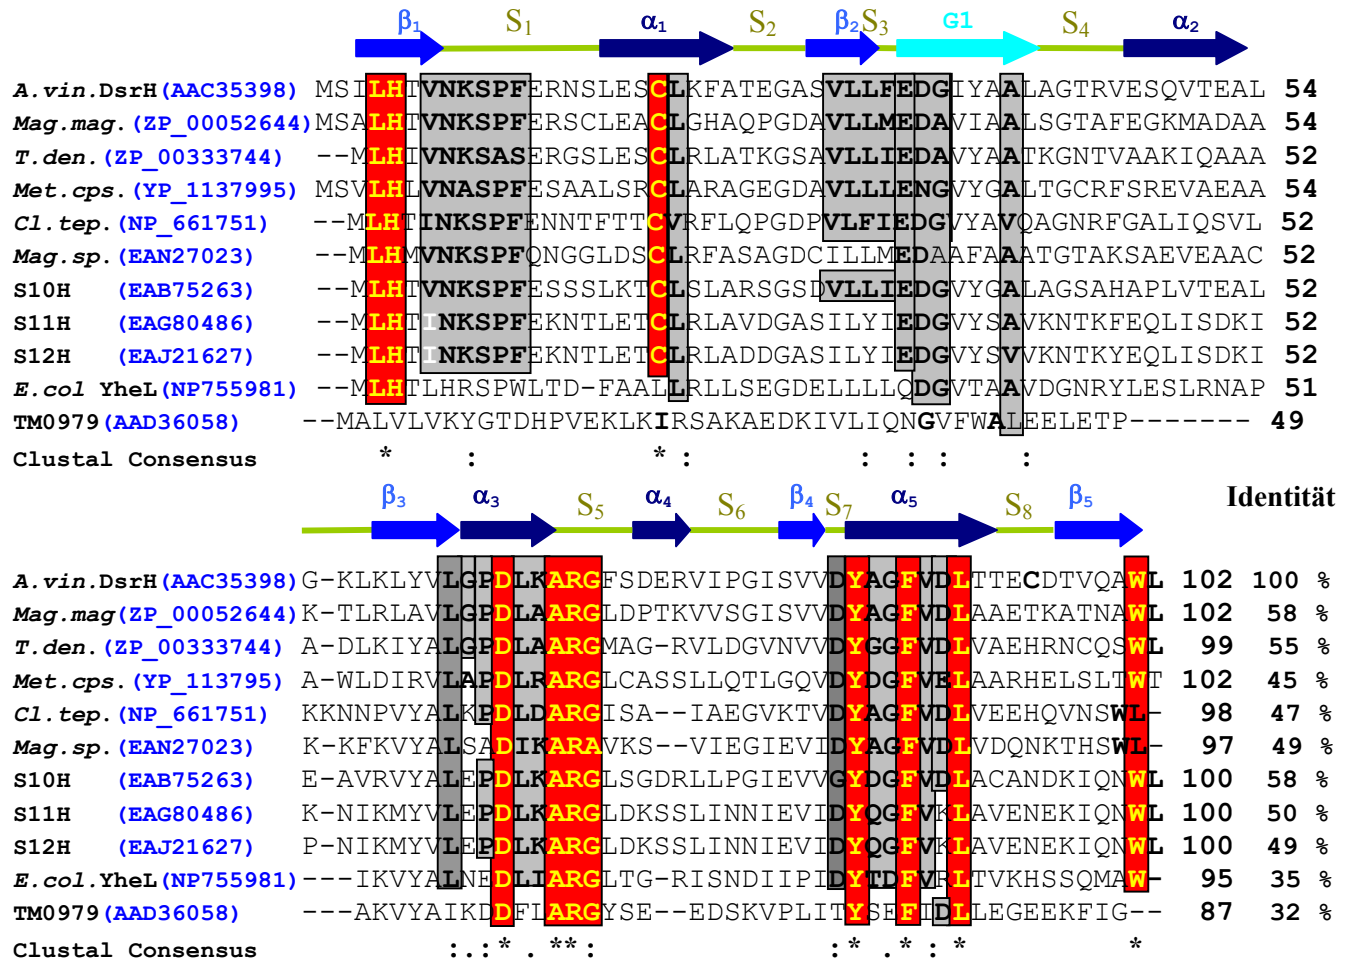 β1 S1 α1 S2 β2 S3 G1 S4 α2
A.vin.DsrH(AAC35398) MSILHTVNKSPFERNSLESCLKFATEGASVLLFEDGIYAALAGTRVESQVTEAL 54
Mag.mag.(ZP_00052644) MSALHTVNKSPFERSCLEACLGHAQPGDAVLLMEDAVIAALSGTAFEGKMADAA 54
T.den.(ZP_00333744) --MLHIVNKSASERGSLESCLRLATKGSAVLLIEDAVYAATKGNTVAAKIQAAA 52
Met.cps.(YP_1137995) MSVLHLVNASPFESAALSRCLARAGEGDAVLLLENGVYGALTGCRFSREVAEAA 54
Cl.tep.(NP_661751) --MLHTINKSPFENNTFTTCVRFLQPGDPVLFIEDGVYAVQAGNRFGALIQSVL 52
Mag.sp.(EAN27023) --MLHMVNKSPFQNGGLDSCLRFASAGDCILLMEDAAFAAATGTAKSAEVEAAC 52
S10H (EAB75263) --MLHTVNKSPFESSSLKTCLSLARSGSDVLLIEDGVYGALAGSAHAPLVTEAL 52
S11H (EAG80486) --MLHTINKSPFEKNTLETCLRLAVDGASILYIEDGVYSAVKNTKFEQLISDKI 52
S12H (EAJ21627) --MLHTINKSPFEKNTLETCLRLADDGASILYIEDGVYSVVKNTKYEQLISDKI 52
E.col YheL(NP755981) --MLHTLHRSPWLTD-FAALLRLLSEGDELLLLQDGVTAAVDGNRYLESLRNAP 51
TM0979(AAD36058) --MALVLVKYGTDHPVEKLKIRSAKAEDKIVLIQNGVFWALEELETP------- 49
Clustal Consensus * : * : : : : :
β3 α3 S5 α4 S6 β4 S7 α5 S8 β5 Identität
A.vin.DsrH(AAC35398) G-KLKLYVLGPDLKARGFSDERVIPGISVVDYAGFVDLTTECDTVQAWL 102 100 %
Mag.mag(ZP_00052644) K-TLRLAVLGPDLAARGLDPTKVVSGISVVDYAGFVDLAAETKATNAWL 102 58 %
T.den.(ZP_00333744) A-DLKIYALGPDLAARGMAG-RVLDGVNVVDYGGFVDLVAEHRNCQSWL 99 55 %
Met.cps.(YP_113795) A-WLDIRVLAPDLRARGLCASSLLQTLGQVDYDGFVELAARHELSLTWT 102 45 %
Cl.tep.(NP_661751) KKNNPVYALKPDLDARGISA--IAEGVKTVDYAGFVDLVEEHQVNSWL- 98 47 %
Mag.sp.(EAN27023) K-KFKVYALSADIKARAVKS--VIEGIEVIDYAGFVDLVDQNKTHSWL- 97 49 %
S10H (EAB75263) E-AVRVYALEPDLKARGLSGDRLLPGIEVVGYDGFVDLACANDKIQNWL 100 58 %
S11H (EAG80486) K-NIKMYVLEPDLKARGLDKSSLINNIEVIDYQGFVKLAVENEKIQNWL 100 50 %
S12H (EAJ21627) P-NIKMYVLEPDLKARGLDKSSLINNIEVIDYQGFVKLAVENEKIQNWL 100 49 %
E.col.YheL(NP755981) ---IKVYALNEDLIARGLTG-RISNDIIPIDYTDFVRLTVKHSSQMAW- 95 35 %
TM0979(AAD36058) ---AKVYAIKDDFLARGYSE--EDSKVPLITYSEFIDLLEGEEKFIG-- 87 32 %
Clustal Consensus :.:* . **: :* .*:* *